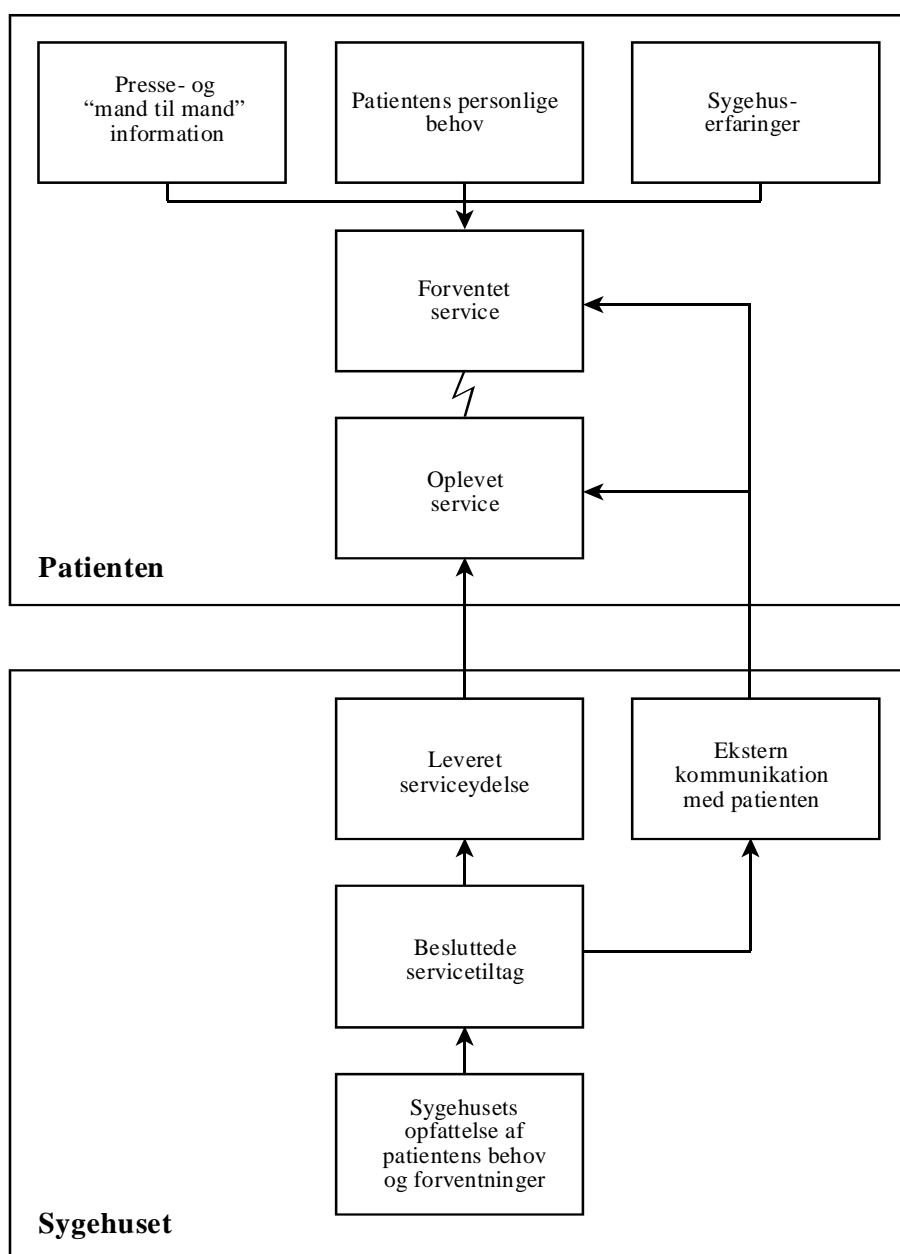 Presse- og
“mand til mand”
information
Patientens personlige
behov
Sygehus-
erfaringer
Forventet
service
Oplevet
service
Patienten
Leveret
serviceydelse
Ekstern
kommunikation
med patienten
Besluttede
servicetiltag
Sygehusets
opfattelse af
patientens behov
og forventninger
Sygehuset